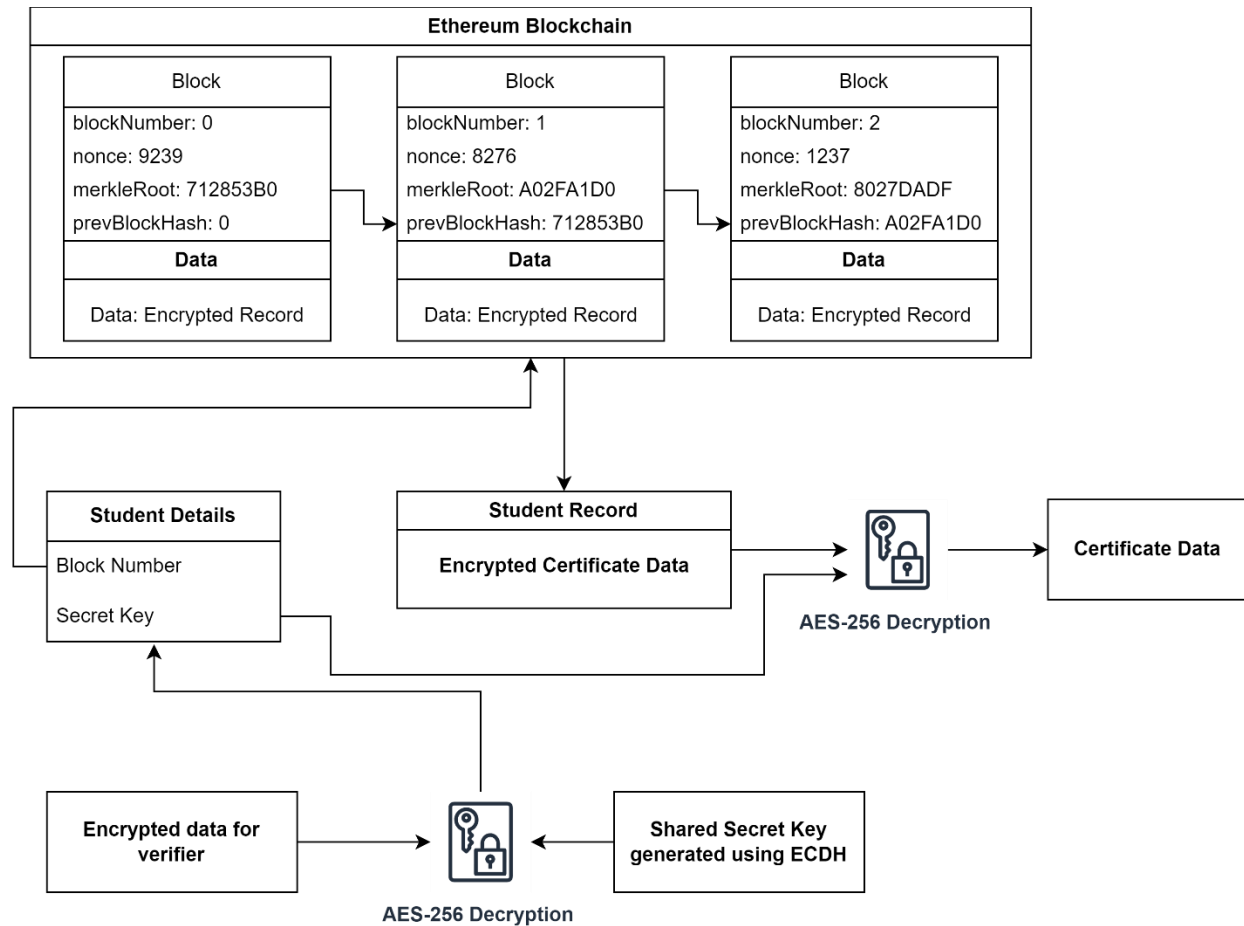 Ethereum Blockchain
Block
blockNumber: 0
nonce: 9239
merkleRoot: 712853B0
prevBlockHash: 0
Data
Data: Encrypted Record
Block
blockNumber: 1
nonce: 8276
merkleRoot: A02FA1D0
prevBlockHash: 712853B0
Data
Data: Encrypted Record
Block
blockNumber: 2
nonce: 1237
merkleRoot: 8027DADF
prevBlockHash: A02FA1D0
Data
Data: Encrypted Record
Student Details
Block Number
Secret Key
Student Record
Encrypted Certificate Data
AES-256 Decryption
Certificate Data
Encrypted data for
verifier
AES-256 Decryption
Shared Secret Key
generated using ECDH